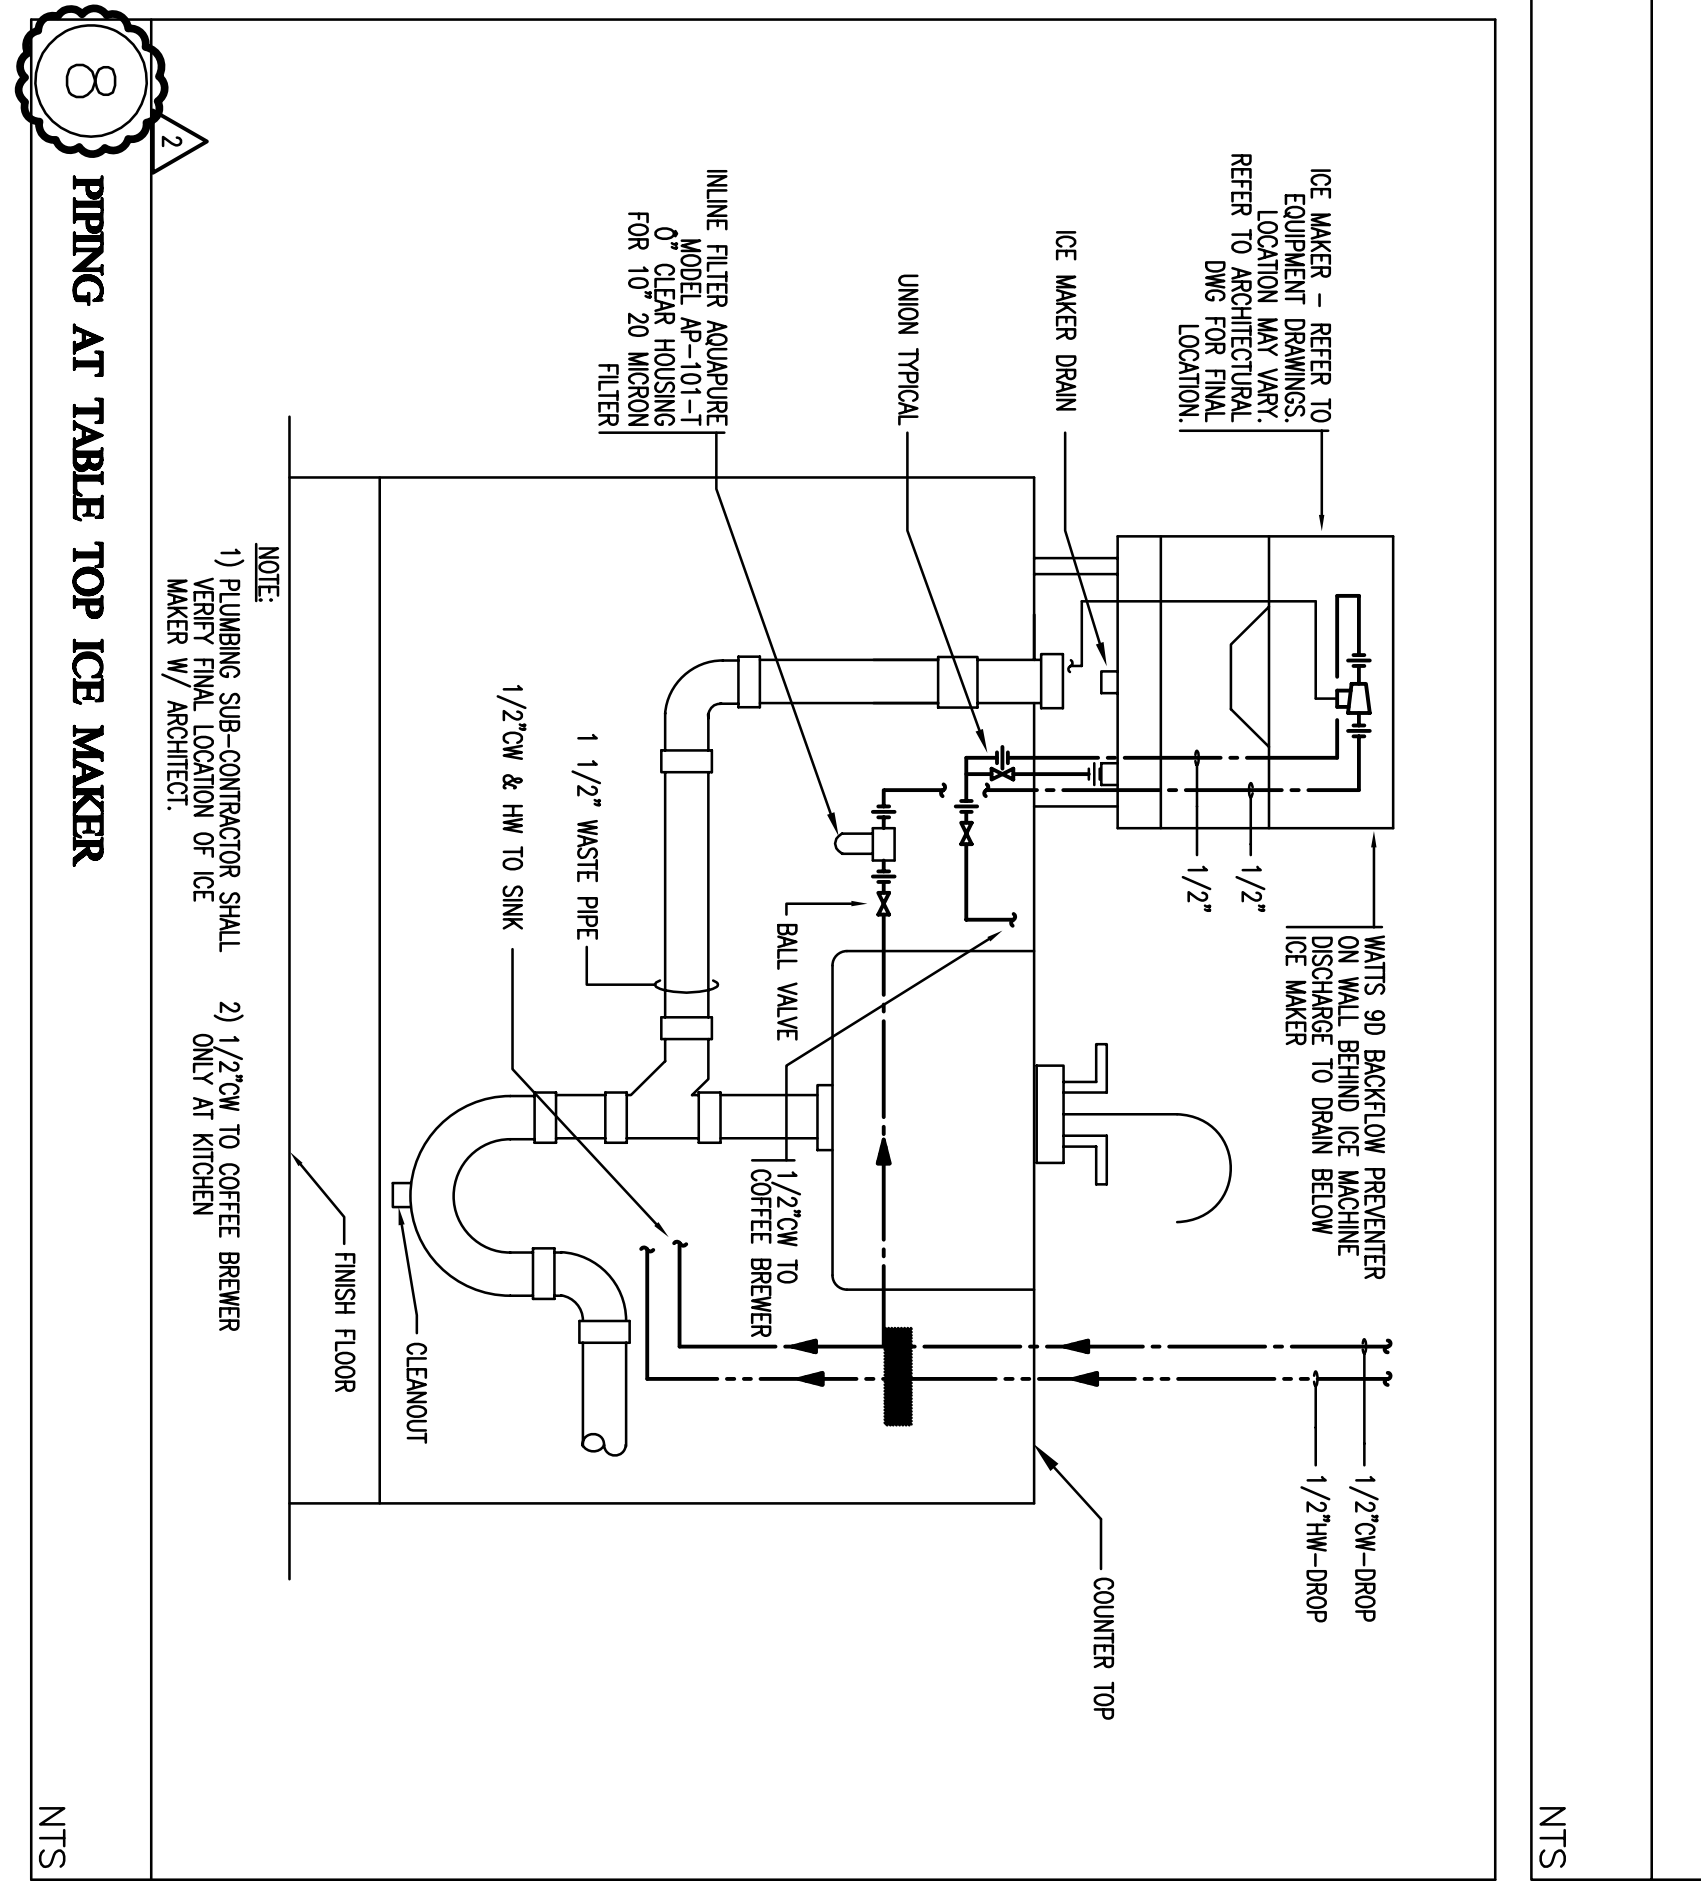 ICE MAKER - REFER TO
EQUIPMENT DRAWINGS.
LOCATION MAY VARY.
REFER TO ARCHITECTURAL
DWG FOR FINAL
LOCATION.
ICE MAKER DRAIN
UNION TYPICAL
INLINE FILTER AQUAPURE
MODEL AP-101-T
O" CLEAR HOUSING
FOR 10" 20 MICRON
FILTER
1/2"
1/2"
WATTS 9D BACKFLOW PREVENTER
ON WALL BEHIND ICE MACHINE
DISCHARGE TO DRAIN BELOW
ICE MAKER
1/2"CW-DROP
1/2"HW-DROP
COUNTER TOP
BALL VALVE
1/2"CW TO
COFFEE BREWER
1 1/2" WASTE PIPE
1/2"CW & HW TO SINK
CLEANOUT
FINISH FLOOR
NOTE:
1) PLUMBING SUB-CONTRACTOR SHALL
VERIFY FINAL LOCATION OF ICE
MAKER W/ ARCHITECT.
2) 1/2"CW TO COFFEE BREWER
ONLY AT KITCHEN
2
8
PIPING AT TABLE TOP ICE MAKER
NTS
NTS